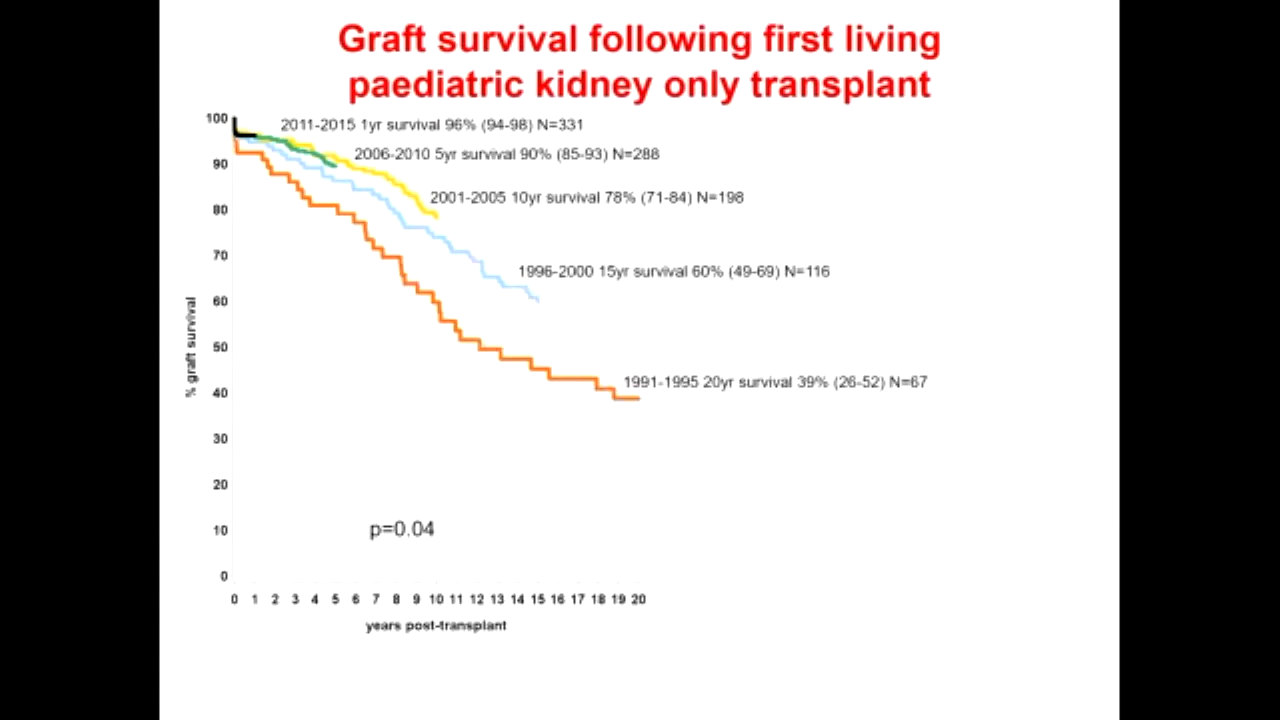 Graft survival following first living
paediatric kidney only transplant
100
2011-2015 1yr survival 96% (94-98) N=331
2006-2010 5yr survival 90% (85-93) N=288
90
2001-2005 10yr survival 78% (71-84) N=198
80
70
1996-2000 15yr survival 60% (49-69) N=116
60
% graft survival
50
1991-1995 20yr survival 39% (26-52) N=67
40
30
20
p=0.04
10
0
0 1 2 3 4 5 6 7 8 9 10 11 12 13 14 15 16 17 18 19 20
years post-transplant